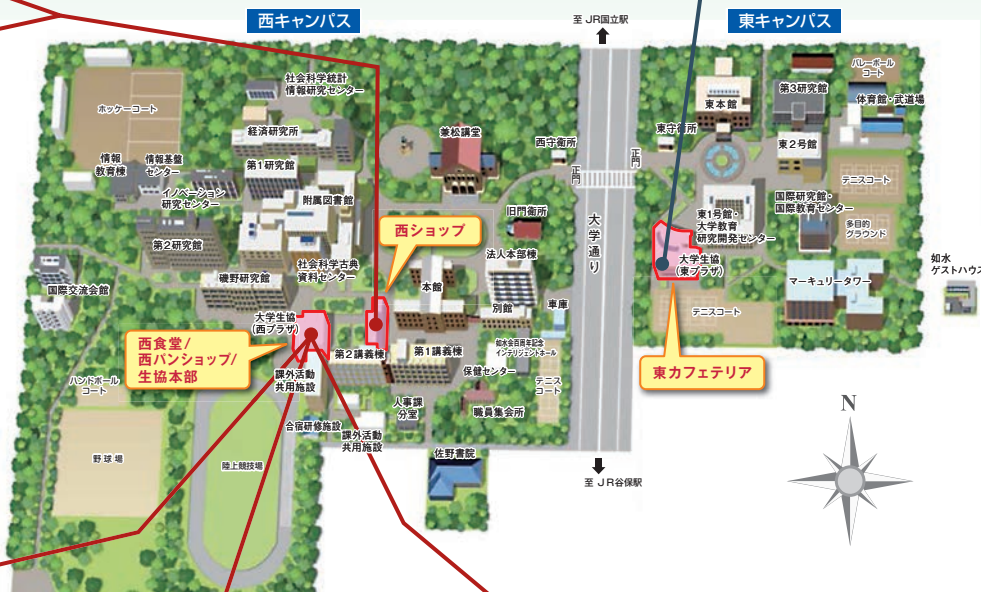 西キャンパス
東キャンパス
至 JR国立駅
ホッケーコート
社会科学統計
情報研究センター
経済研究所
第1研究館
情報
教育棟
情報基盤
センター
イノベーション
研究センター
附属図書館
第2研究館
社会科学古典
資料センター
磯野研究館
国際交流会館
兼松講堂
西守衛所
旧門衛所
正門
正門
大学通り
西ショップ
本館
法人本部棟
別館
車庫
大学生協
(西プラザ)
西食堂/
西パンショップ/
生協本部
第2講義棟
第1講義棟
如水会百周年記念
インテリジェントホール
保健センター
テニス
コート
課外活動
共用施設
ハンドボール
コート
人事課
分室
職員集会所
合宿研修施設
課外活動
共用施設
野球場
陸上競技場
佐野書院
至 JR谷保駅
東本館
第3研究館
バレーボール
コート
体育館・武道場
東守衛所
東2号館
テニスコート
国際研究館・
国際教育センター
東1号館・
大学教育
研究開発センター
多目的
グラウンド
大学生協
(東プラザ)
マーキュリータワー
如水
ゲストハウス
テニスコート
東カフェテリア
N